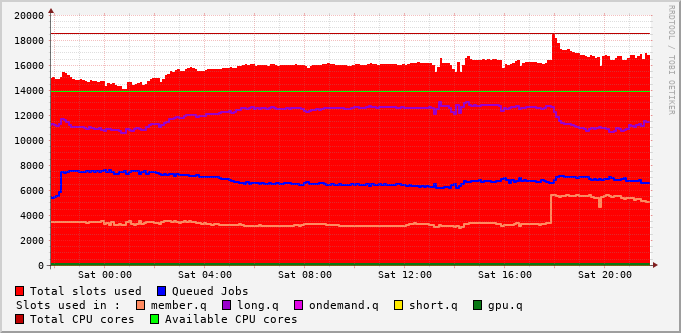 20000
18000
16000
14000
12000
10000
8000
6000
4000
2000
0
Sat 00:00 Sat 04:00 Sat 08:00 Sat 12:00 Sat 16:00 Sat 20:00
Total slots used Queued Jobs
Slots used in : member.q long.q ondemand.q short.q gpu.q
Total CPU cores Available CPU cores
RRDTOOL / TOBI OETIKER